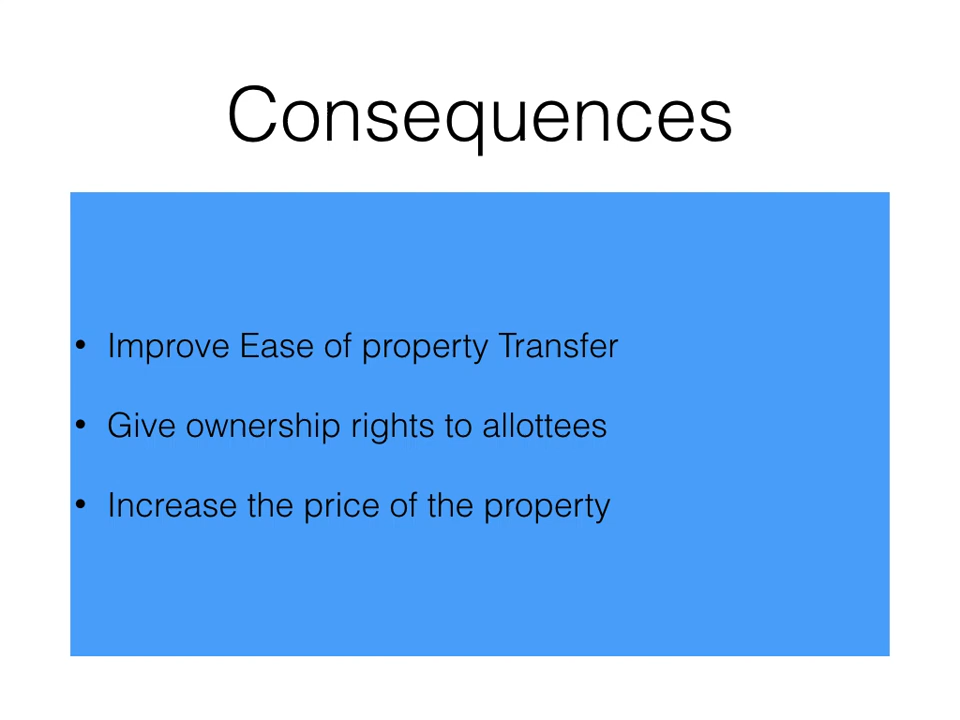 Consequences
• Improve Ease of property Transfer
• Give ownership rights to allottees
• Increase the price of the property